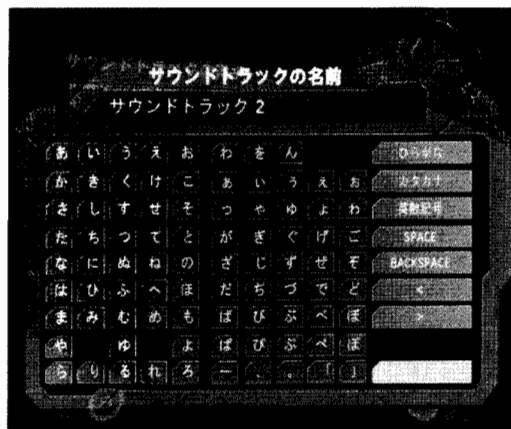 サウンドトラックの名前
サウンドトラック 2
あ い う え お わ を ん ひらがな
か き く け こ ぁ ぃ ぅ ぇ ぉ カタカナ
さ し す せ そ っ ゃ ゅ ょ ゎ 英数記号
た ち つ て と が ぎ ぐ げ ご SPACE
な に ぬ ね の ざ じ ず ぜ ぞ BACKSPACE
は ひ ふ へ ほ だ ぢ づ で ど <
ま み む め も ば び ぶ べ ぼ >
や ゆ よ ぱ ぴ ぷ ぺ ぽ
ら り る れ ろ ー 、 。 「 」